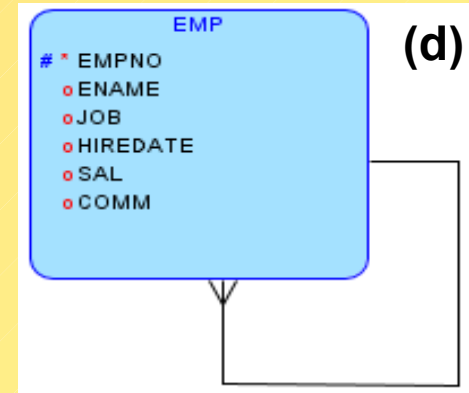 EMP
(d)
# * EMPNO
o ENAME
o JOB
o HIREDATE
o SAL
o COMM